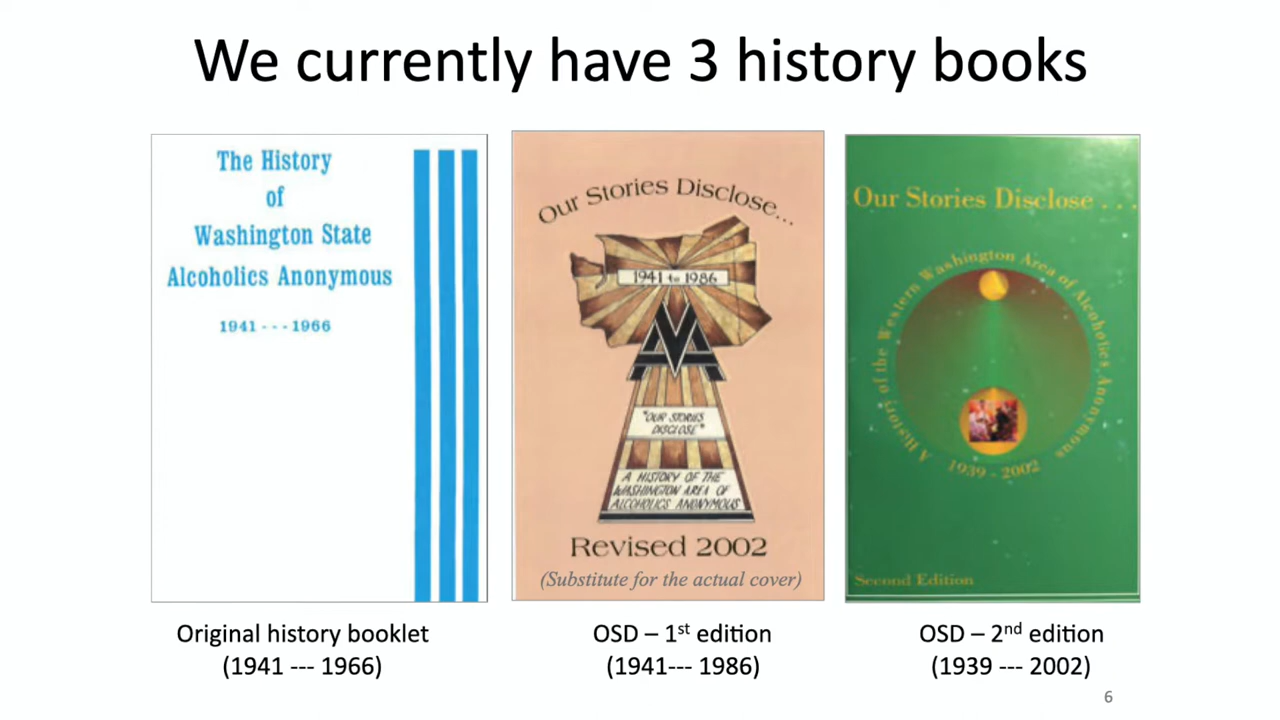 We currently have 3 history books
The History
of
Washington State
Alcoholics Anonymous
1941 - - - 1966
Our Stories Disclose...
1941 to 1986
AA
"OUR STORIES
DISCLOSE"
A HISTORY OF THE
WASHINGTON AREA OF
ALCOHOLICS ANONYMOUS
Revised 2002
(Substitute for the actual cover)
Our Stories Disclose . . .
A History of the Western Washington Area of Alcoholics Anonymous
1939 - 2002
Second Edition
Original history booklet
(1941 --- 1966)
OSD – 1st edition
(1941--- 1986)
OSD – 2nd edition
(1939 --- 2002)
6